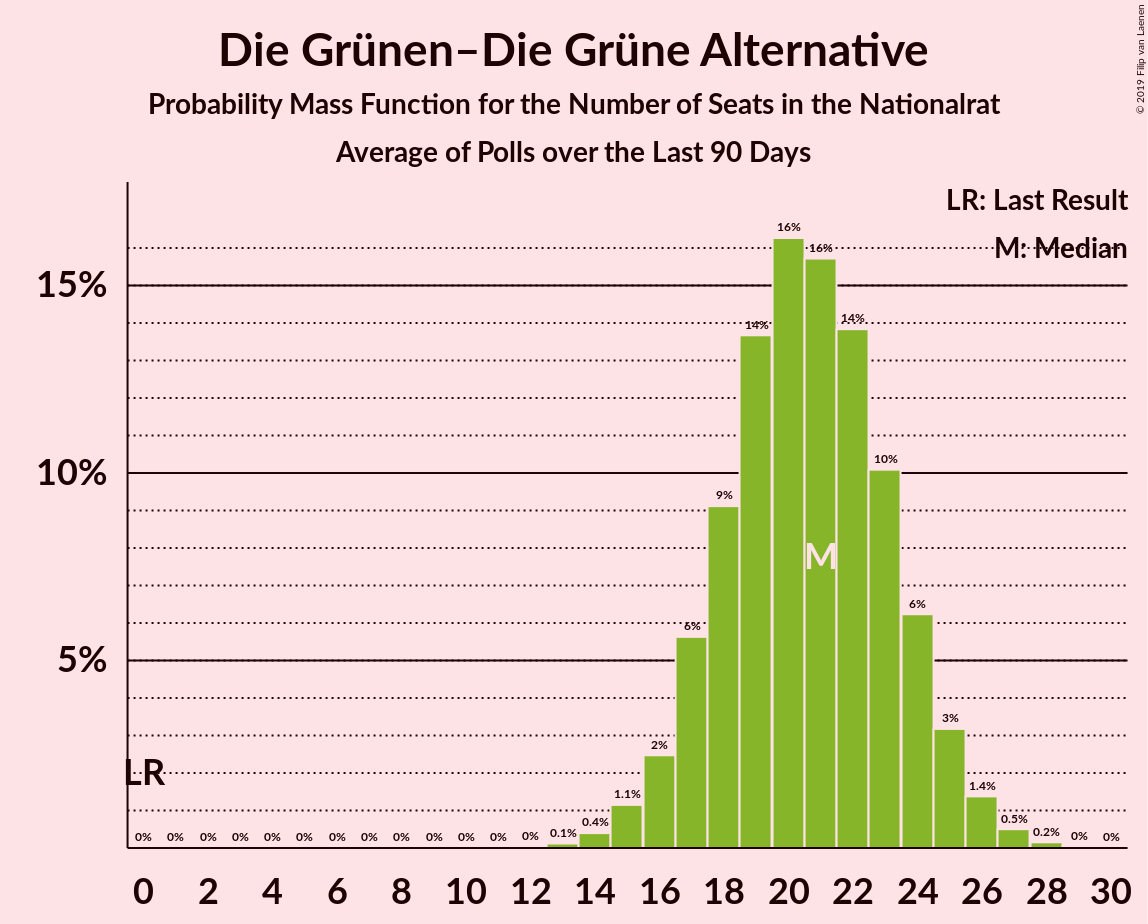 Die Grünen–Die Grüne Alternative
Probability Mass Function for the Number of Seats in the Nationalrat
Average of Polls over the Last 90 Days
© 2019 Filip van Laenen
LR: Last Result
M: Median
16%
16%
15%
14%
14%
10%
10%
9%
M
6%
6%
5%
3%
2%
LR
1.1%
1.4%
0% 0% 0% 0% 0% 0% 0% 0% 0% 0% 0% 0% 0% 0.1% 0.4% 0.5% 0.2% 0% 0%
0 2 4 6 8 10 12 14 16 18 20 22 24 26 28 30